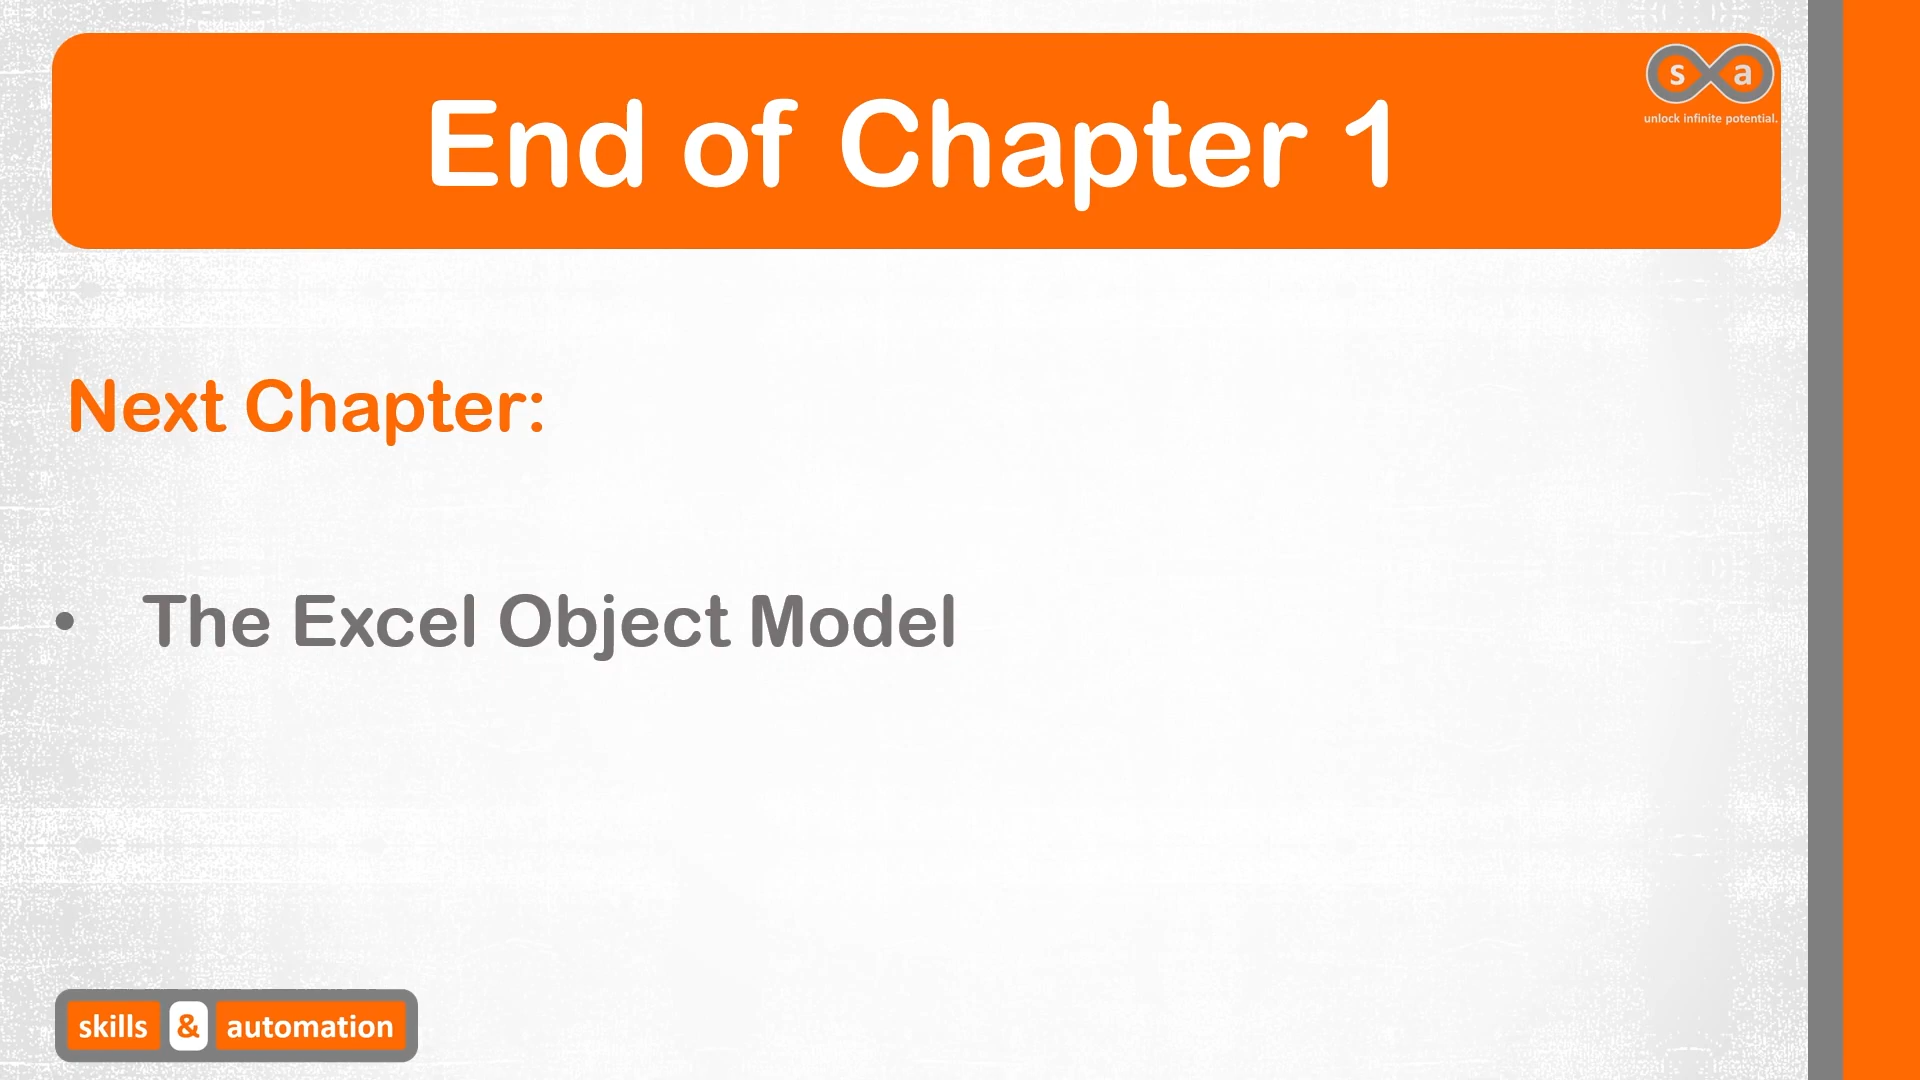 End of Chapter 1
s a
unlock infinite potential.
Next Chapter:
• The Excel Object Model
skills & automation